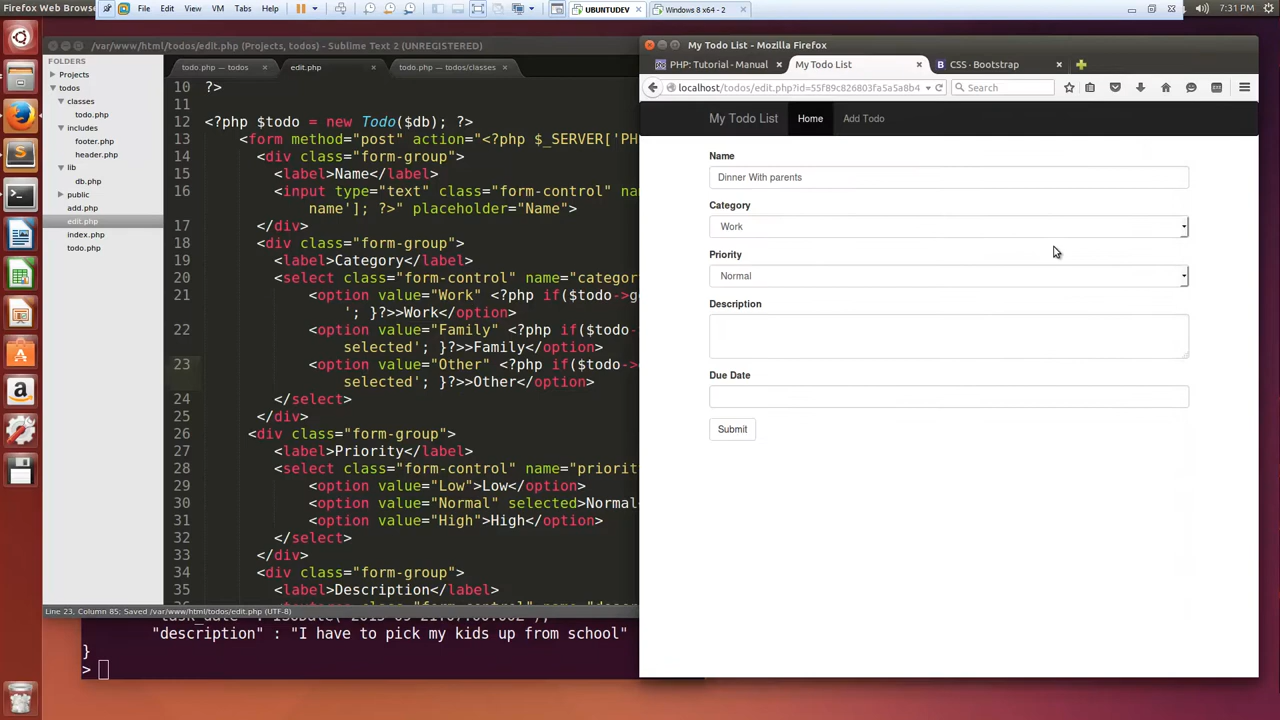 Firefox Web Brows
File Edit View VM Tabs Help
UBUNTUDEV
Windows 8 x64 - 2
7:31 PM
/var/www/html/todos/edit.php (Projects, todos) - Sublime Text 2 (UNREGISTERED)
FOLDERS
Projects
todos
classes
todo.php
includes
footer.php
header.php
lib
db.php
public
add.php
edit.php
index.php
todo.php
todo.php — todos
edit.php
todo.php — todos/classes
10 ?>
11
12 <?php $todo = new Todo($db); ?>
13 <form method="post" action="<?php $_SERVER['PH
14 <div class="form-group">
15 <label>Name</label>
16 <input type="text" class="form-control" na
name']; ?>" placeholder="Name">
17 </div>
18 <div class="form-group">
19 <label>Category</label>
20 <select class="form-control" name="categor
21 <option value="Work" <?php if($todo->g
'; }?>>Work</option>
22 <option value="Family" <?php if($todo-
selected'; }?>>Family</option>
23 <option value="Other" <?php if($todo->
selected'; }?>>Other</option>
24 </select>
25 </div>
26 <div class="form-group">
27 <label>Priority</label>
28 <select class="form-control" name="priorit
29 <option value="Low">Low</option>
30 <option value="Normal" selected>Normal
31 <option value="High">High</option>
32 </select>
33 </div>
34 <div class="form-group">
35 <label>Description</label>
36
Line 23, Column 85; Saved /var/www/html/todos/edit.php (UTF-8)
"description" : "I have to pick my kids up from school"
}
>
My Todo List - Mozilla Firefox
PHP: Tutorial - Manual
My Todo List
CSS · Bootstrap
localhost/todos/edit.php?id=55f89c826803fa5a5a8b4
Search
My Todo List
Home
Add Todo
Name
Dinner With parents
Category
Work
Priority
Normal
Description
Due Date
Submit